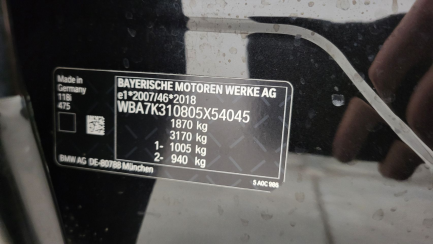 Made in
Germany
11Bi
475
BAYERISCHE MOTOREN WERKE AG
e1*2007/46*2018
WBA7K310805X54045
1870 kg
3170 kg
1- 1005 kg
2- 940 kg
BMW AG DE-80788 München